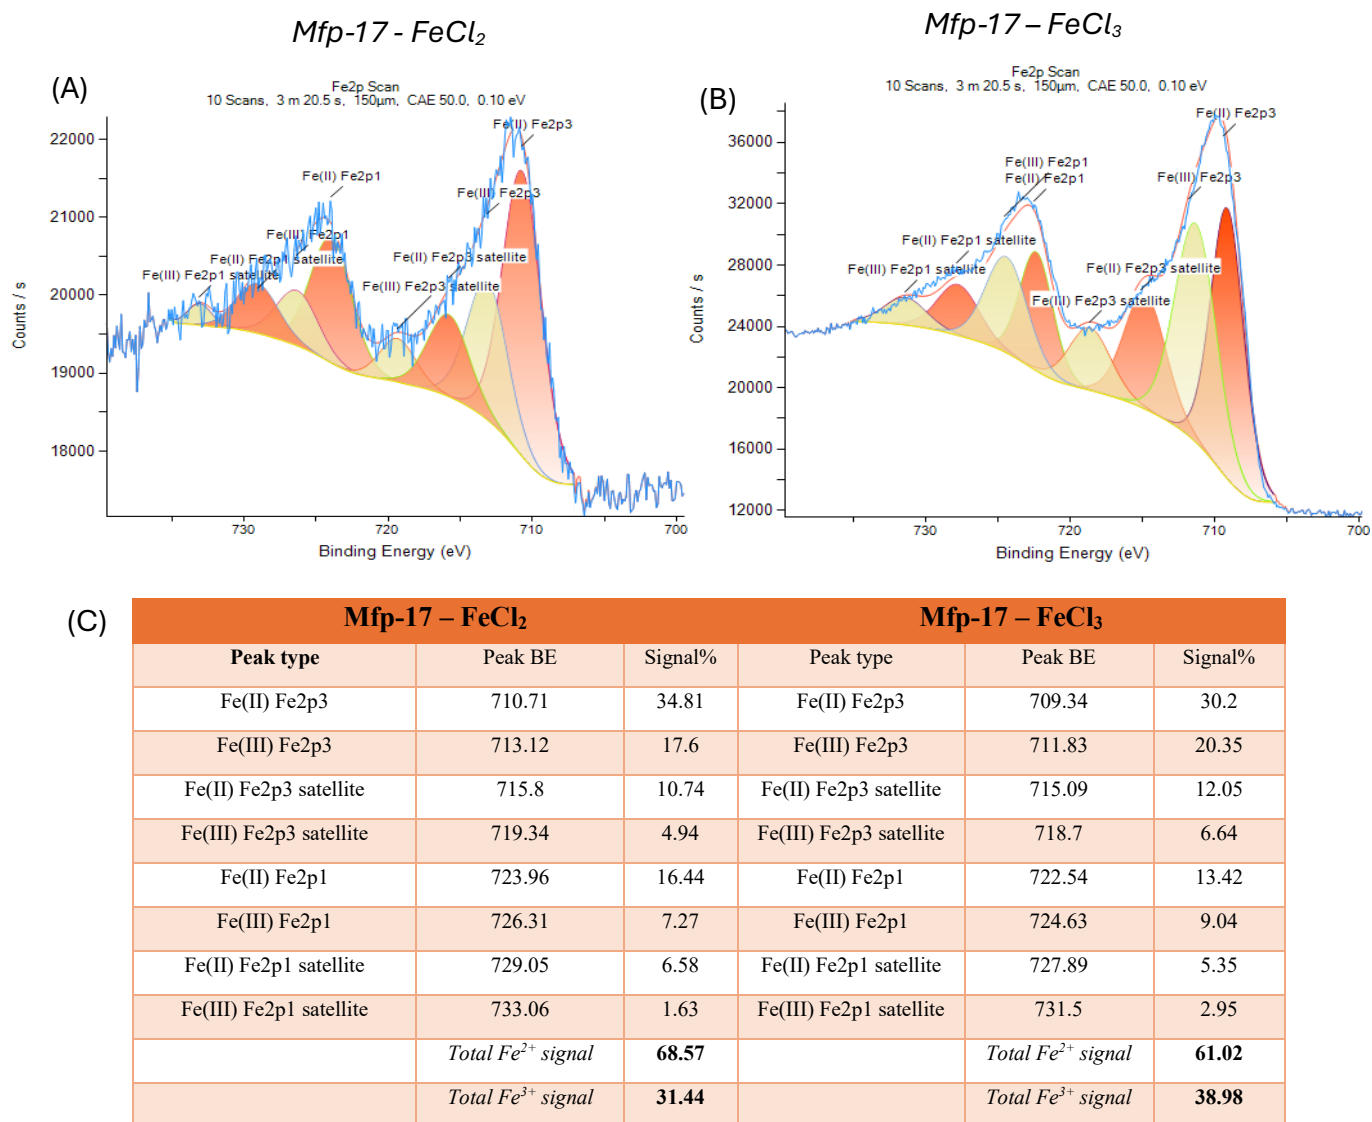 Mfp-17 - FeCl₂
Mfp-17 – FeCl₃
(A)
Fe2p Scan
10 Scans, 3 m 20.5 s, 150µm, CAE 50.0, 0.10 eV
Fe(II) Fe2p3
Fe(II) Fe2p1
Fe(III) Fe2p3
Fe(III) Fe2p1
Fe(II) Fe2p1 satellite
Fe(III) Fe2p1 satellite
Fe(II) Fe2p3 satellite
Fe(III) Fe2p3 satellite
22000
21000
20000
19000
18000
Counts / s
730
720
710
700
Binding Energy (eV)
(B)
Fe2p Scan
10 Scans, 3 m 20.5 s, 150µm, CAE 50.0, 0.10 eV
Fe(II) Fe2p3
Fe(III) Fe2p1
Fe(II) Fe2p1
Fe(III) Fe2p3
Fe(II) Fe2p1 satellite
Fe(III) Fe2p1 satellite
Fe(II) Fe2p3 satellite
Fe(III) Fe2p3 satellite
36000
32000
28000
24000
20000
16000
12000
Counts / s
730
720
710
700
Binding Energy (eV)
(C)
Mfp-17 – FeCl₂ Mfp-17 – FeCl₃
Peak type Peak BE Signal% Peak type Peak BE Signal%
Fe(II) Fe2p3 710.71 34.81 Fe(II) Fe2p3 709.34 30.2
Fe(III) Fe2p3 713.12 17.6 Fe(III) Fe2p3 711.83 20.35
Fe(II) Fe2p3 satellite 715.8 10.74 Fe(II) Fe2p3 satellite 715.09 12.05
Fe(III) Fe2p3 satellite 719.34 4.94 Fe(III) Fe2p3 satellite 718.7 6.64
Fe(II) Fe2p1 723.96 16.44 Fe(II) Fe2p1 722.54 13.42
Fe(III) Fe2p1 726.31 7.27 Fe(III) Fe2p1 724.63 9.04
Fe(II) Fe2p1 satellite 729.05 6.58 Fe(II) Fe2p1 satellite 727.89 5.35
Fe(III) Fe2p1 satellite 733.06 1.63 Fe(III) Fe2p1 satellite 731.5 2.95
Total Fe²⁺ signal 68.57 Total Fe²⁺ signal 61.02
Total Fe³⁺ signal 31.44 Total Fe³⁺ signal 38.98